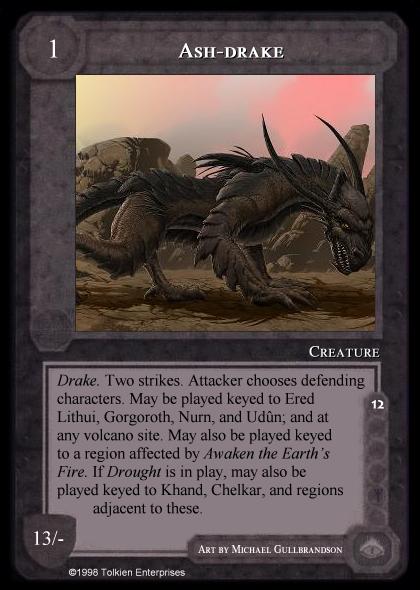 1
ASH-DRAKE
CREATURE
Drake. Two strikes. Attacker chooses defending
characters. May be played keyed to Ered
Lithui, Gorgoroth, Nurn, and Udûn; and at
any volcano site. May also be played keyed
to a region affected by Awaken the Earth's
Fire. If Drought is in play, may also be
played keyed to Khand, Chelkar, and regions
adjacent to these.
12
13/-
ART BY MICHAEL GULLBRANDSON
©1998 Tolkien Enterprises